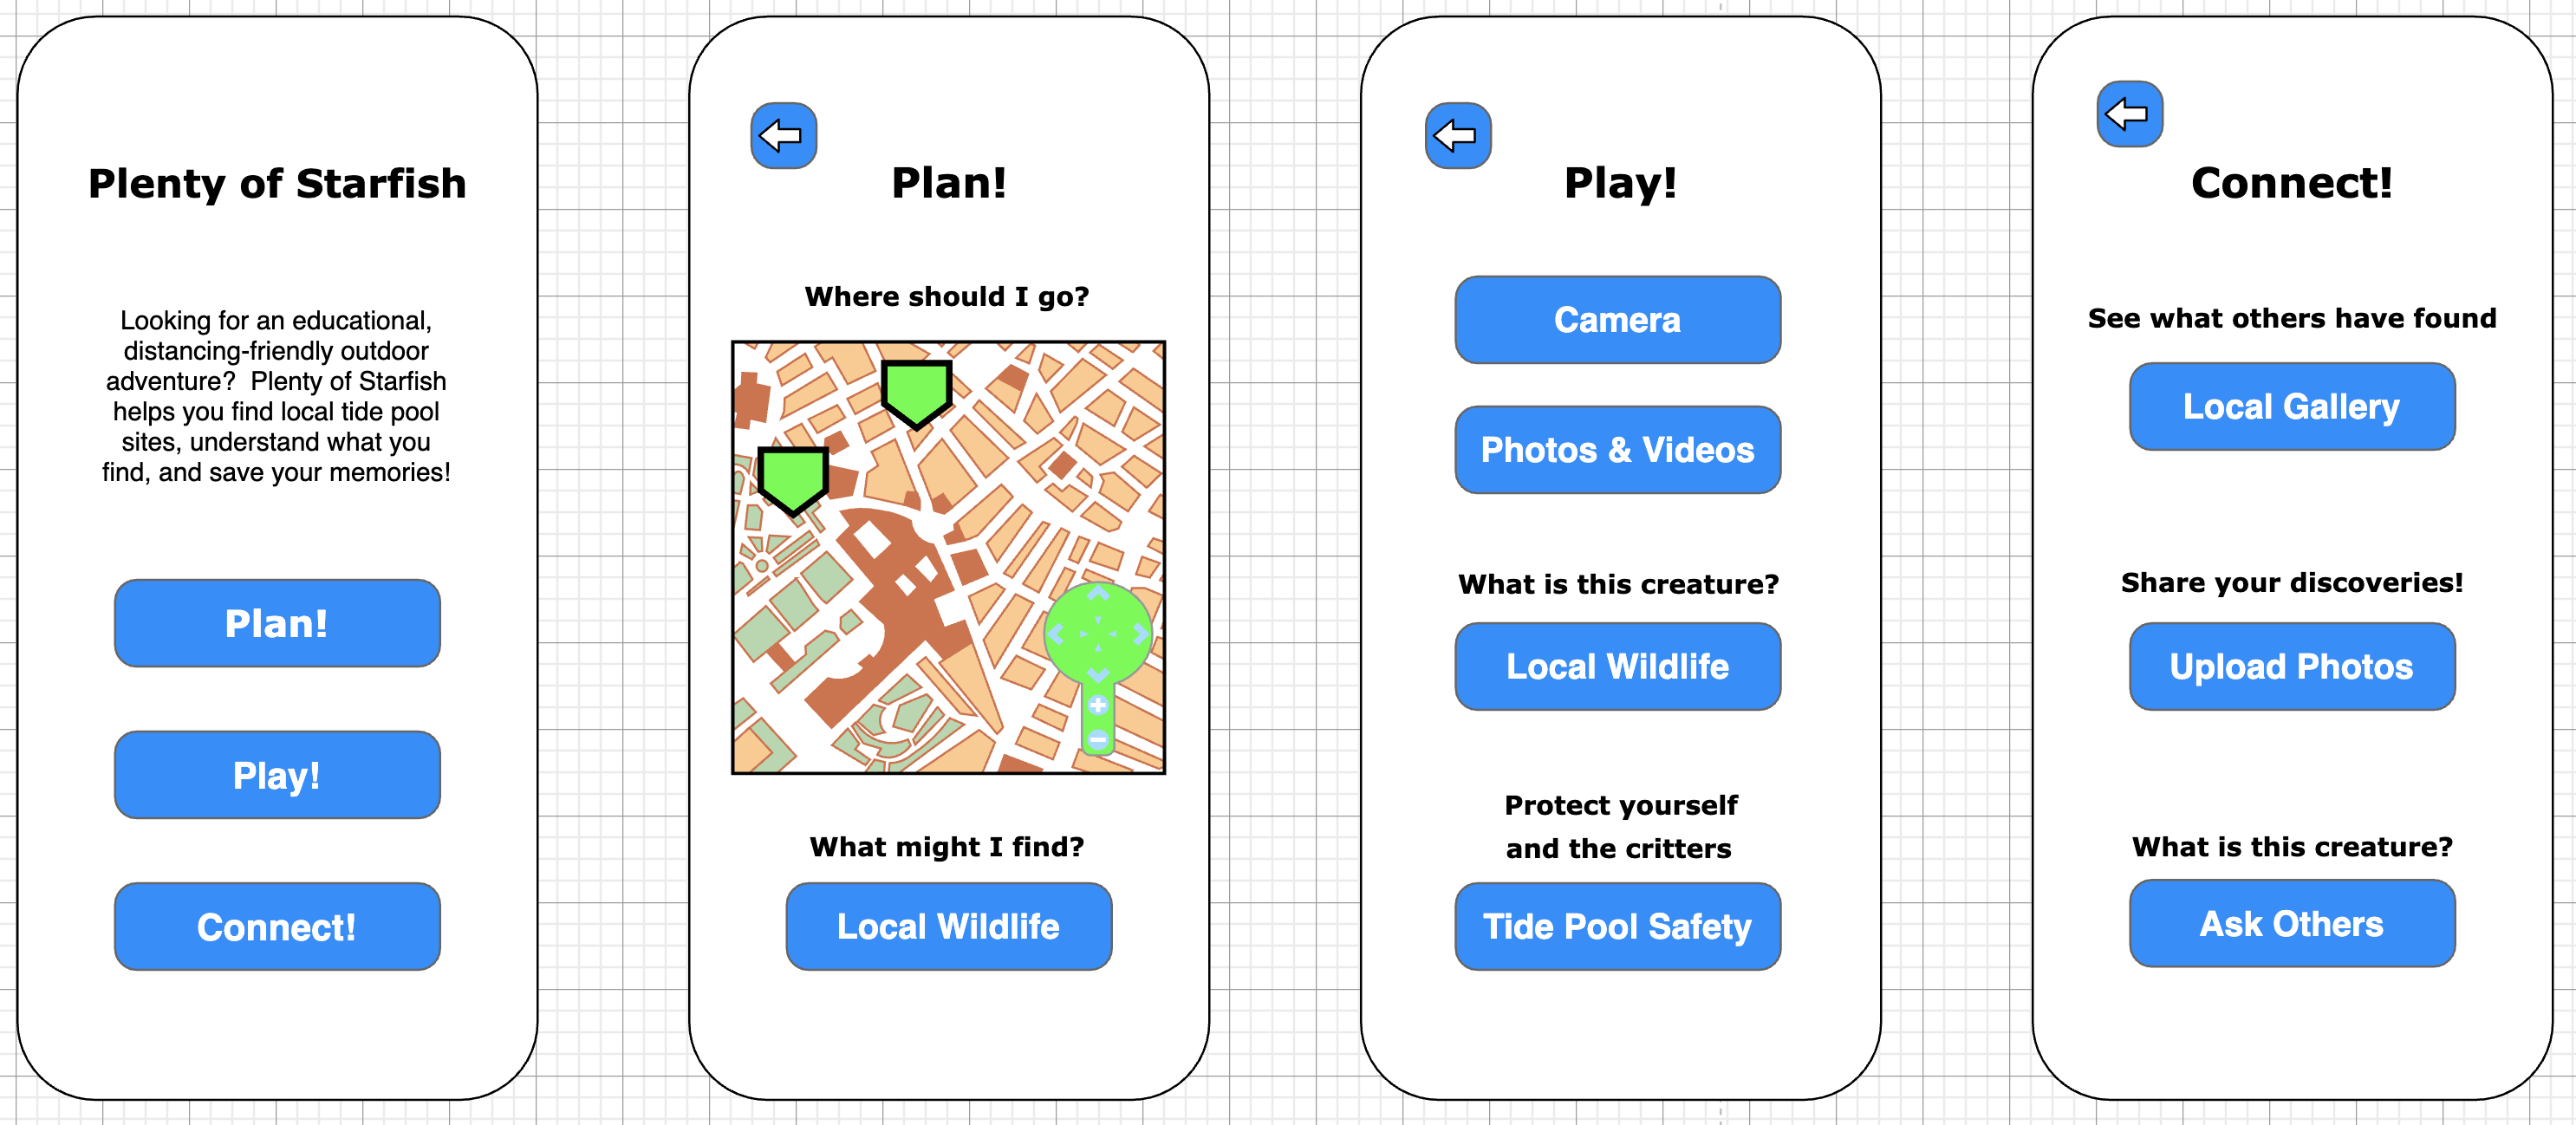 Plenty of Starfish
Looking for an educational,
distancing-friendly outdoor
adventure?  Plenty of Starfish
helps you find local tide pool
sites, understand what you
find, and save your memories!
Plan!
Play!
Connect!
Plan!
Where should I go?
What might I find?
Local Wildlife
Play!
Camera
Photos & Videos
What is this creature?
Local Wildlife
Protect yourself
and the critters
Tide Pool Safety
Connect!
See what others have found
Local Gallery
Share your discoveries!
Upload Photos
What is this creature?
Ask Others